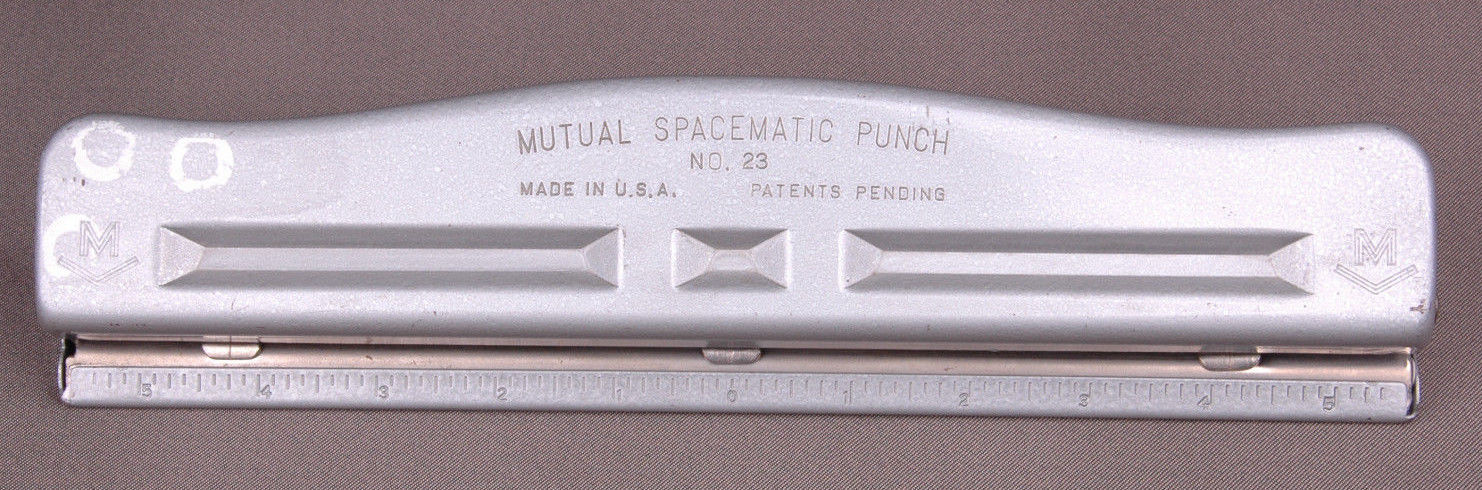 MUTUAL SPACEMATIC PUNCH
NO. 23
MADE IN U.S.A. PATENTS PENDING
M M
5 4 3 2 1 0 1 2 3 4 5